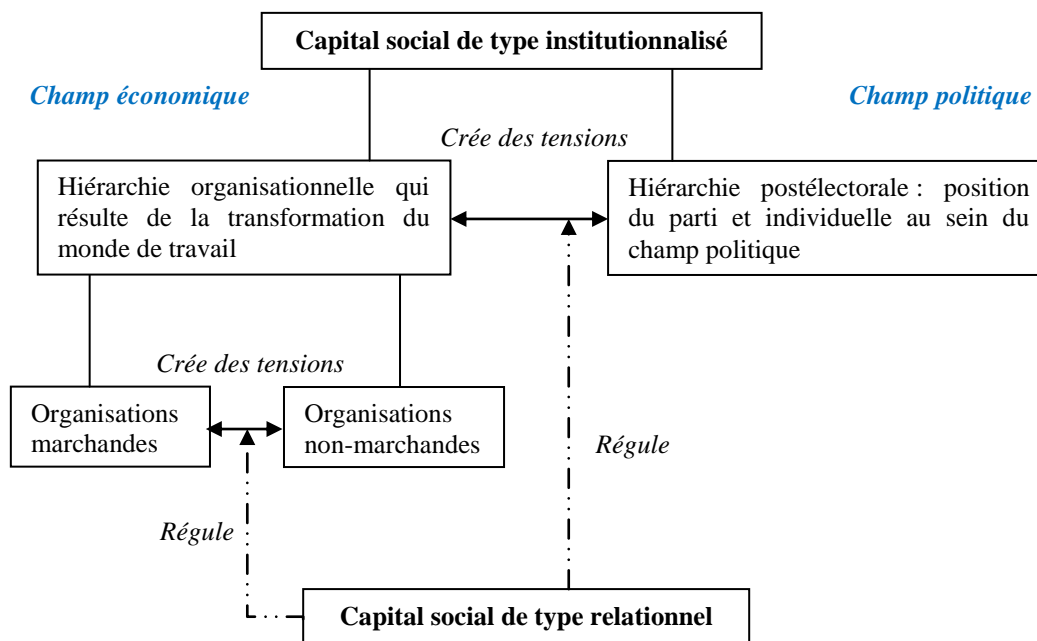 Capital social de type institutionnalisé
Champ économique
Champ politique
Crée des tensions
Hiérarchie organisationnelle qui
résulte de la transformation du
monde de travail
Hiérarchie postélectorale : position
du parti et individuelle au sein du
champ politique
Crée des tensions
Organisations
marchandes
Organisations
non-marchandes
Régule
Régule
Capital social de type relationnel